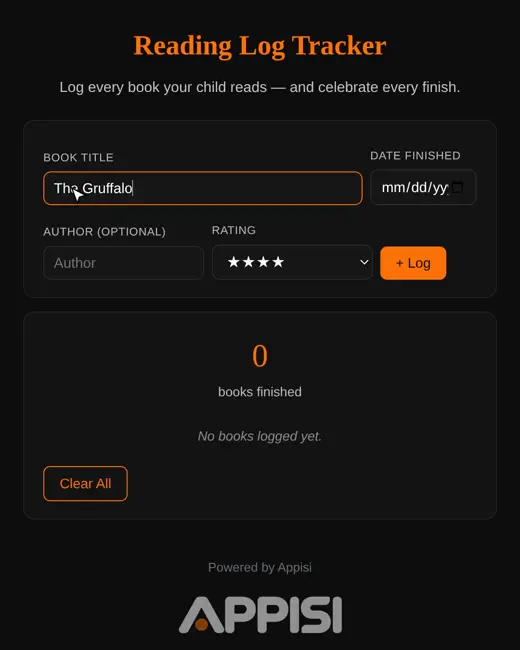 Reading Log Tracker
Log every book your child reads — and celebrate every finish.
BOOK TITLE
DATE FINISHED
The Gruffalo
mm/dd/yy
AUTHOR (OPTIONAL)
RATING
Author
★★★★
+ Log
0
books finished
No books logged yet.
Clear All
Powered by Appisi
APPISI